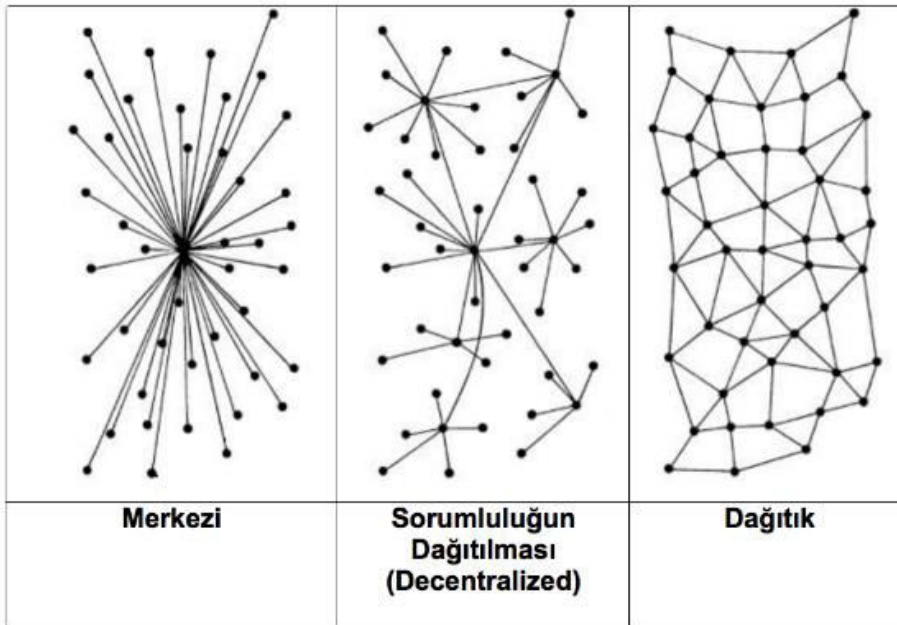 Merkezi
Sorumluluğun
Dağıtılması
(Decentralized)
Dağıtık